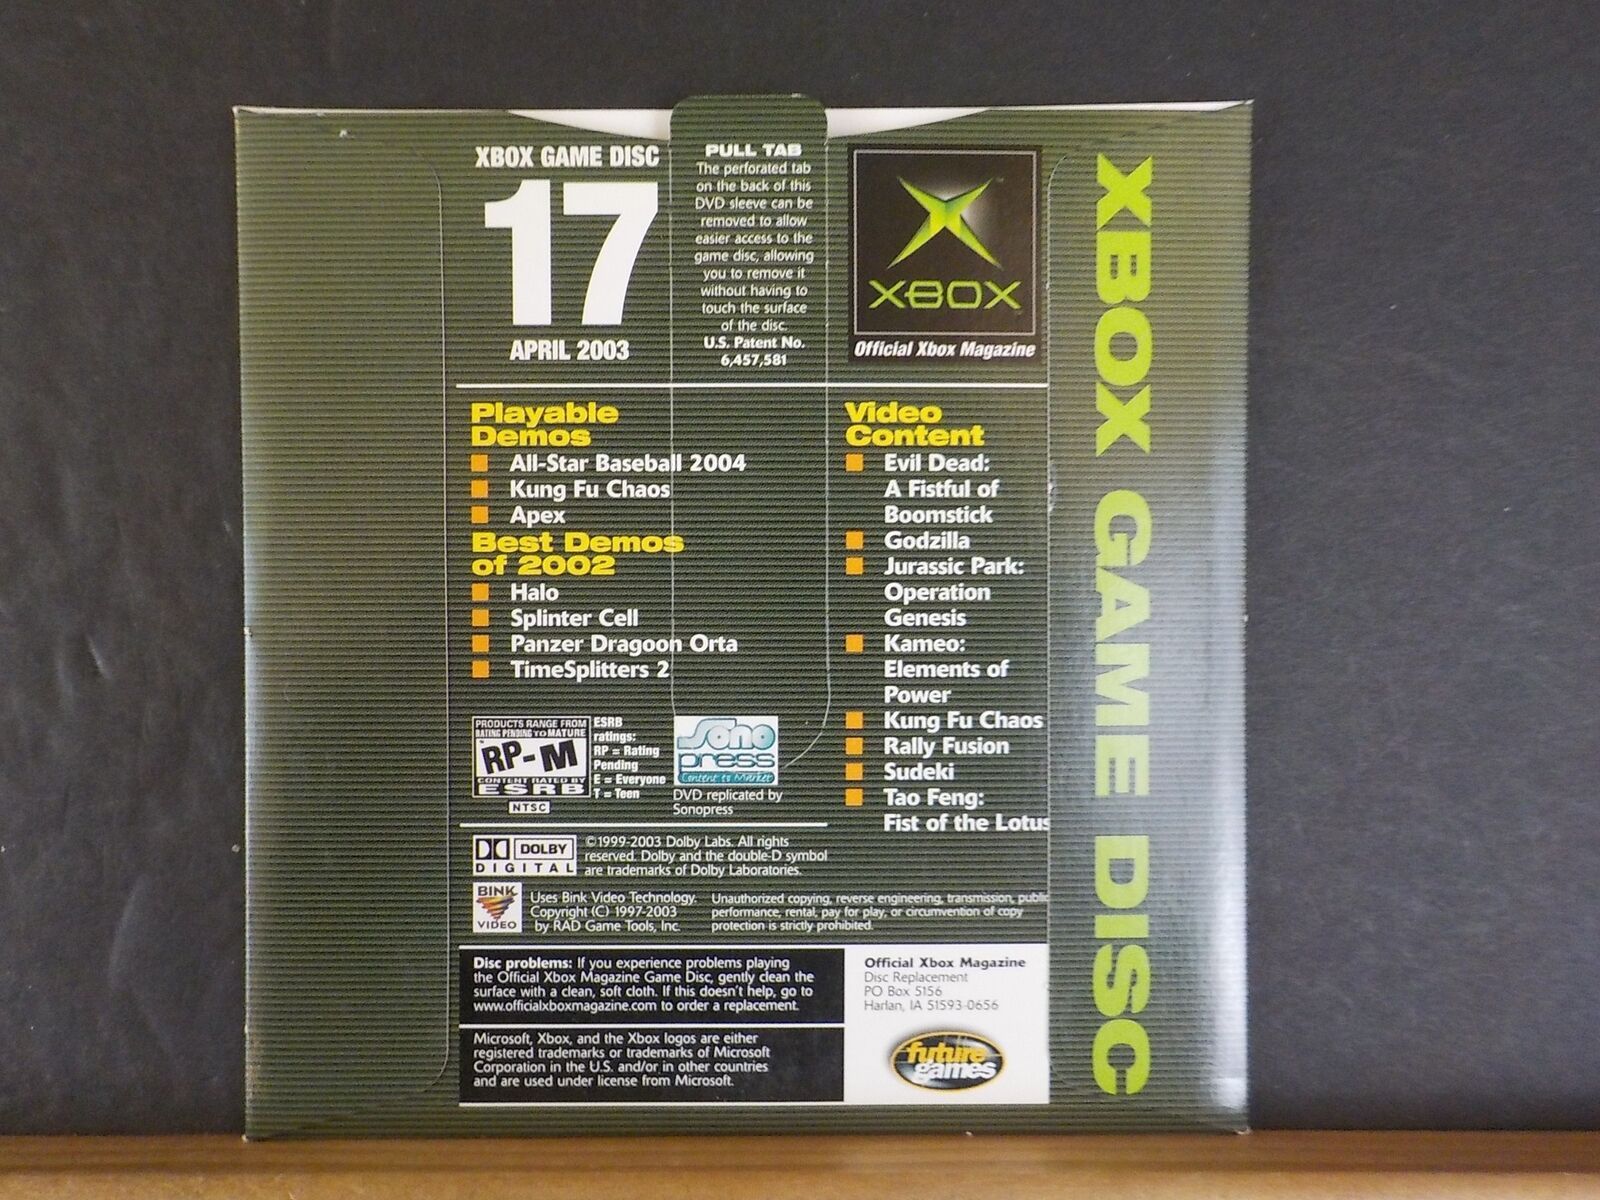 XBOX GAME DISC
17
APRIL 2003
PULL TAB
The perforated tab
on the back of this
DVD sleeve can be
removed to allow
easier access to the
game disc, allowing
you to remove it
without having to
touch the surface
of the disc.
U.S. Patent No.
6,457,581
XBOX
Official Xbox Magazine
XBOX GAME DISC
Playable
Demos
All-Star Baseball 2004
Kung Fu Chaos
Apex
Best Demos
of 2002
Halo
Splinter Cell
Panzer Dragoon Orta
TimeSplitters 2
Video
Content
Evil Dead:
A Fistful of
Boomstick
Godzilla
Jurassic Park:
Operation
Genesis
Kameo:
Elements of
Power
Kung Fu Chaos
Rally Fusion
Sudeki
Tao Feng:
Fist of the Lotus
PRODUCTS RANGE FROM
RATING PENDING TO MATURE
RP-M
CONTENT RATED BY
ESRB
NTSC
ESRB
ratings:
RP = Rating
Pending
E = Everyone
T = Teen
Sono
press
Content to Market
DVD replicated by
Sonopress
DOLBY
DIGITAL
©1999-2003 Dolby Labs. All rights
reserved. Dolby and the double-D symbol
are trademarks of Dolby Laboratories.
BINK
VIDEO
Uses Bink Video Technology.
Copyright (C) 1997-2003
by RAD Game Tools, Inc.
Unauthorized copying, reverse engineering, transmission, public
performance, rental, pay for play, or circumvention of copy
protection is strictly prohibited.
Disc problems: If you experience problems playing
the Official Xbox Magazine Game Disc, gently clean the
surface with a clean, soft cloth. If this doesn't help, go to
www.officialxboxmagazine.com to order a replacement.
Microsoft, Xbox, and the Xbox logos are either
registered trademarks or trademarks of Microsoft
Corporation in the U.S. and/or in other countries
and are used under license from Microsoft.
Official Xbox Magazine
Disc Replacement
PO Box 5156
Harlan, IA 51593-0656
future
games